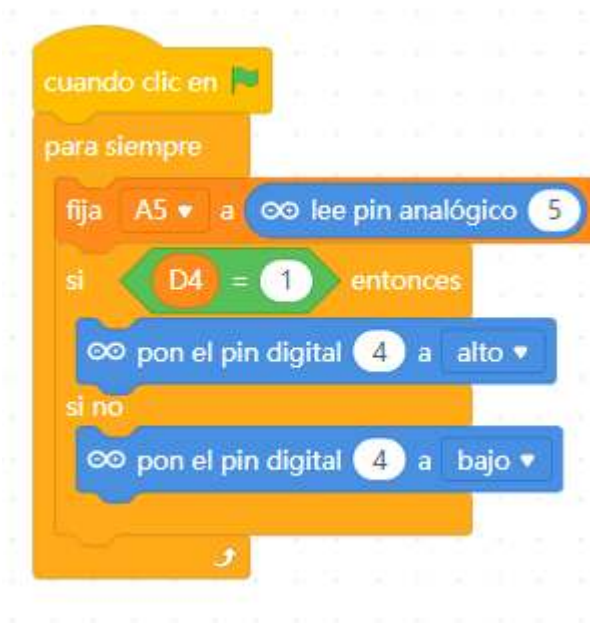 cuando clic en
para siempre
fija A5 a lee pin analógico 5
si D4 = 1 entonces
pon el pin digital 4 a alto
si no
pon el pin digital 4 a bajo